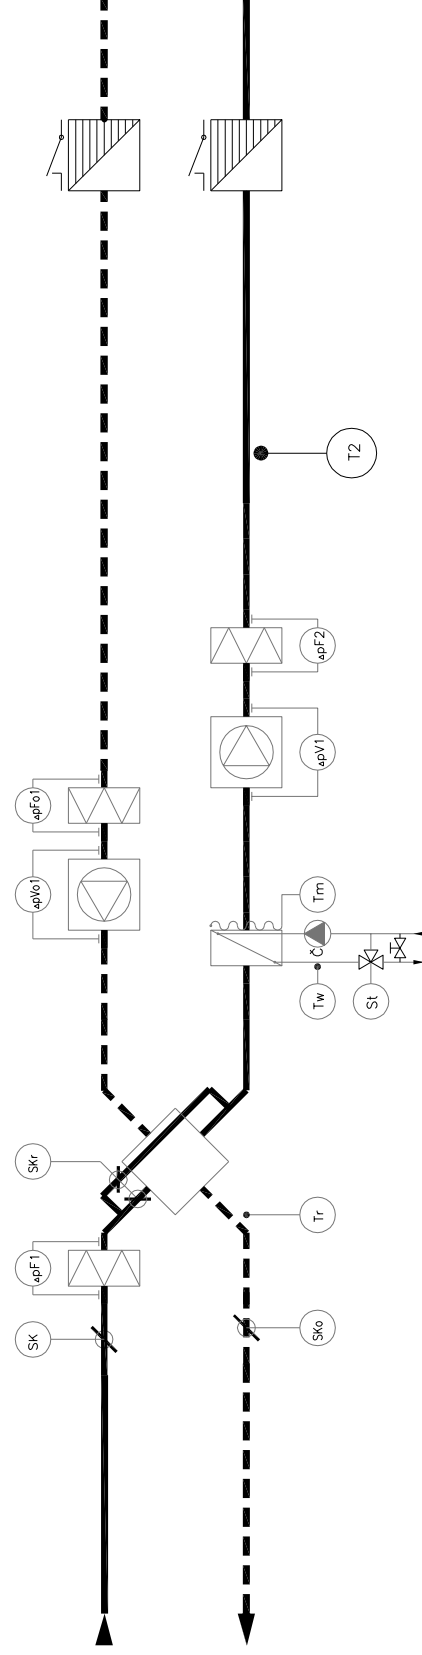 T2
ΔpF2
ΔpV1
ΔpFo1
ΔpVo1
Tm
Č
Tw
St
SKr
Tr
ΔpF1
SK
SKo